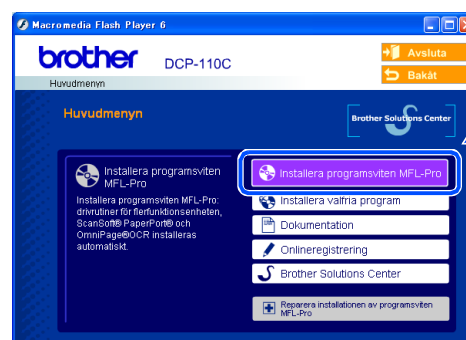 Macromedia Flash Player 6
brother
DCP-110C
Avsluta
Bakåt
Huvudmenyn
Huvudmenyn
Brother Solutions Center
Installera programsviten
MFL-Pro
Installera programsviten MFL-Pro:
drivrutiner för flerfunktionsenheten,
ScanSoft® PaperPort® och
OmniPage®OCR installeras
automatiskt.
Installera programsviten MFL-Pro
Installera valfria program
Dokumentation
Onlineregistrering
Brother Solutions Center
Reparera installationen av programsviten
MFL-Pro